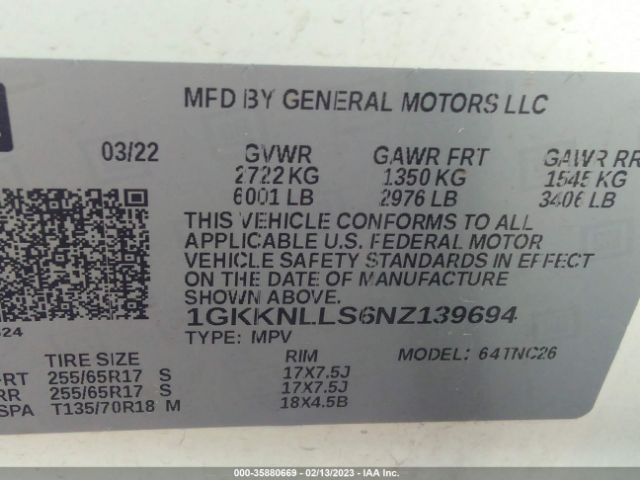 MFD BY GENERAL MOTORS LLC
03/22 GVWR GAWR FRT GAWR RR
2722 KG 1350 KG 1545 KG
6001 LB 2976 LB 3406 LB
THIS VEHICLE CONFORMS TO ALL
APPLICABLE U.S. FEDERAL MOTOR
VEHICLE SAFETY STANDARDS IN EFFECT
ON THE DATE OF MANUFACTURE
SHOWN ABOVE.
1GKKNLLS6NZ139694
TYPE: MPV 64TNC26
TIRE SIZE RIM
RT 255/65R17 S 17X7.5J
RR 255/65R17 S 17X7.5J
SPA T135/70R18 M 18X4.5B
000-35880669 - 02/13/2023 - IAA Inc.